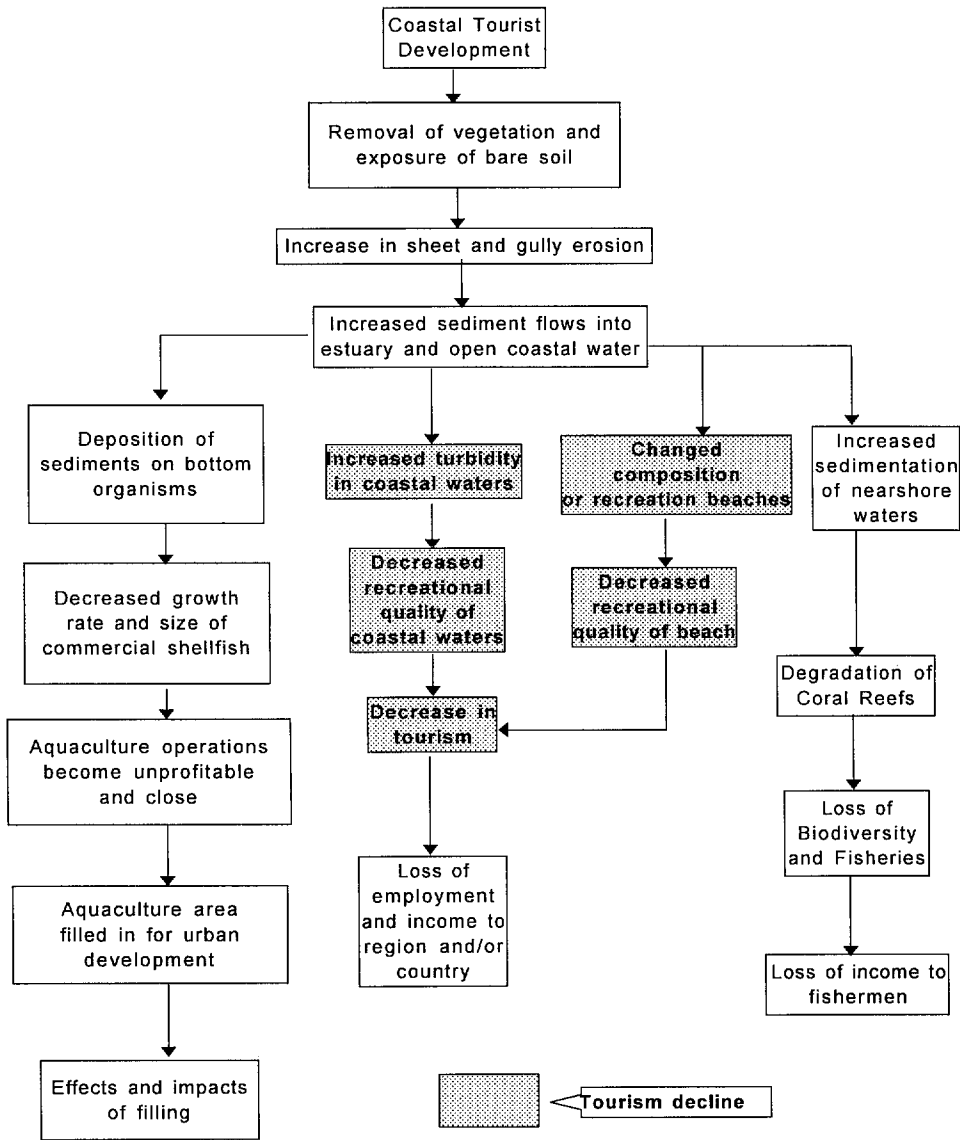 Coastal Tourist
Development
Removal of vegetation and
exposure of bare soil
Increase in sheet and gully erosion
Increased sediment flows into
estuary and open coastal water
Deposition of
sediments on bottom
organisms
Decreased growth
rate and size of
commercial shellfish
Aquaculture operations
become unprofitable
and close
Aquaculture area
filled in for urban
development
Effects and impacts
of filling
Increased turbidity
in coastal waters
Decreased
recreational
quality of
coastal waters
Decrease in
tourism
Loss of
employment
and income to
region and/or
country
Changed
composition
or recreation beaches
Decreased
recreational
quality of beach
Increased
sedimentation
of nearshore
waters
Degradation of
Coral Reefs
Loss of
Biodiversity
and Fisheries
Loss of income to
fishermen
Tourism decline